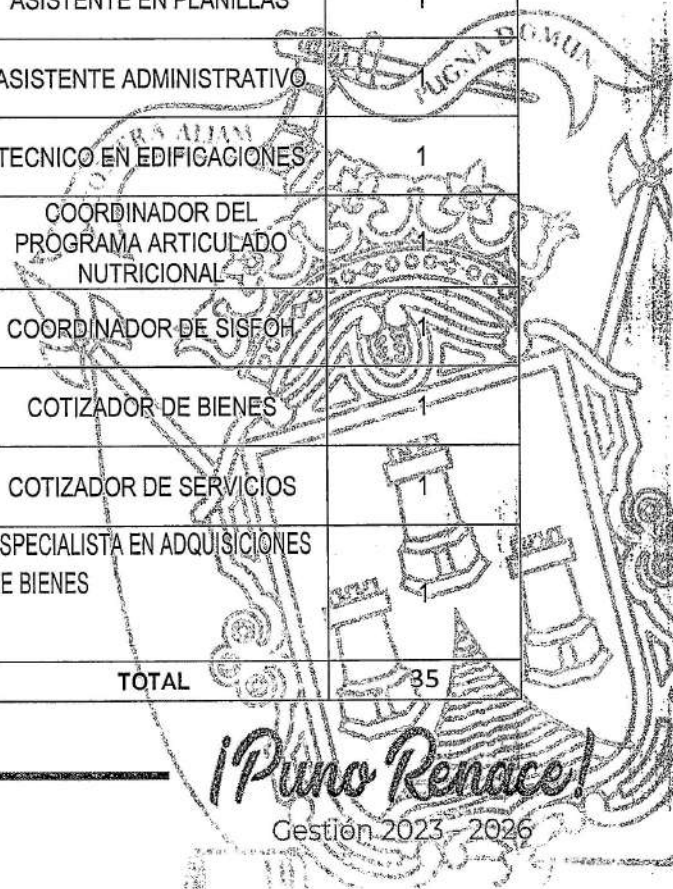 ASISTENTE EN PLANILLAS 1
ASISTENTE ADMINISTRATIVO 1
TECNICO EN EDIFICACIONES 1
COORDINADOR DEL
PROGRAMA ARTICULADO 1
NUTRICIONAL
COORDINADOR DE SISFOH 1
COTIZADOR DE BIENES 1
COTIZADOR DE SERVICIOS 1
SPECIALISTA EN ADQUISICIONES
E BIENES 1
TOTAL 35
¡Puno Renace!
Gestión 2023 - 2026
PUGNA